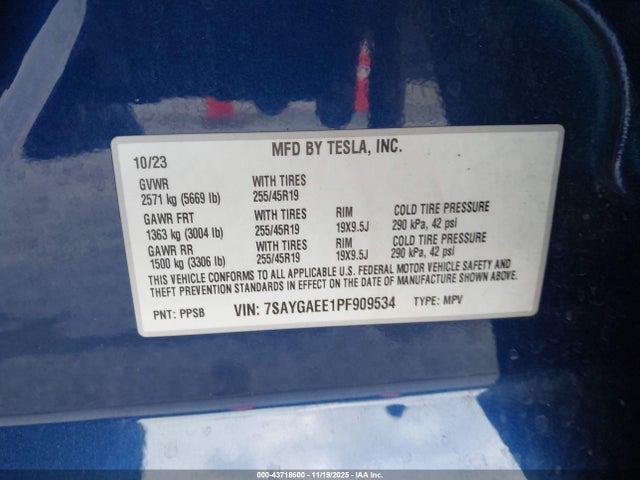 MFD BY TESLA, INC.
10/23
GVWR WITH TIRES
2571 kg (5669 lb) 255/45R19
GAWR FRT WITH TIRES RIM COLD TIRE PRESSURE
1363 kg (3004 lb) 255/45R19 19X9.5J 290 kPa, 42 psi
GAWR RR WITH TIRES RIM COLD TIRE PRESSURE
1500 kg (3306 lb) 255/45R19 19X9.5J 290 kPa, 42 psi
THIS VEHICLE CONFORMS TO ALL APPLICABLE U.S. FEDERAL MOTOR VEHICLE SAFETY AND
THEFT PREVENTION STANDARDS IN EFFECT ON THE DATE OF MANUFACTURE SHOWN ABOVE.
PNT: PPSB VIN: 7SAYGAEE1PF909534 TYPE: MPV
000-43718600 - 11/19/2025 - IAA Inc.